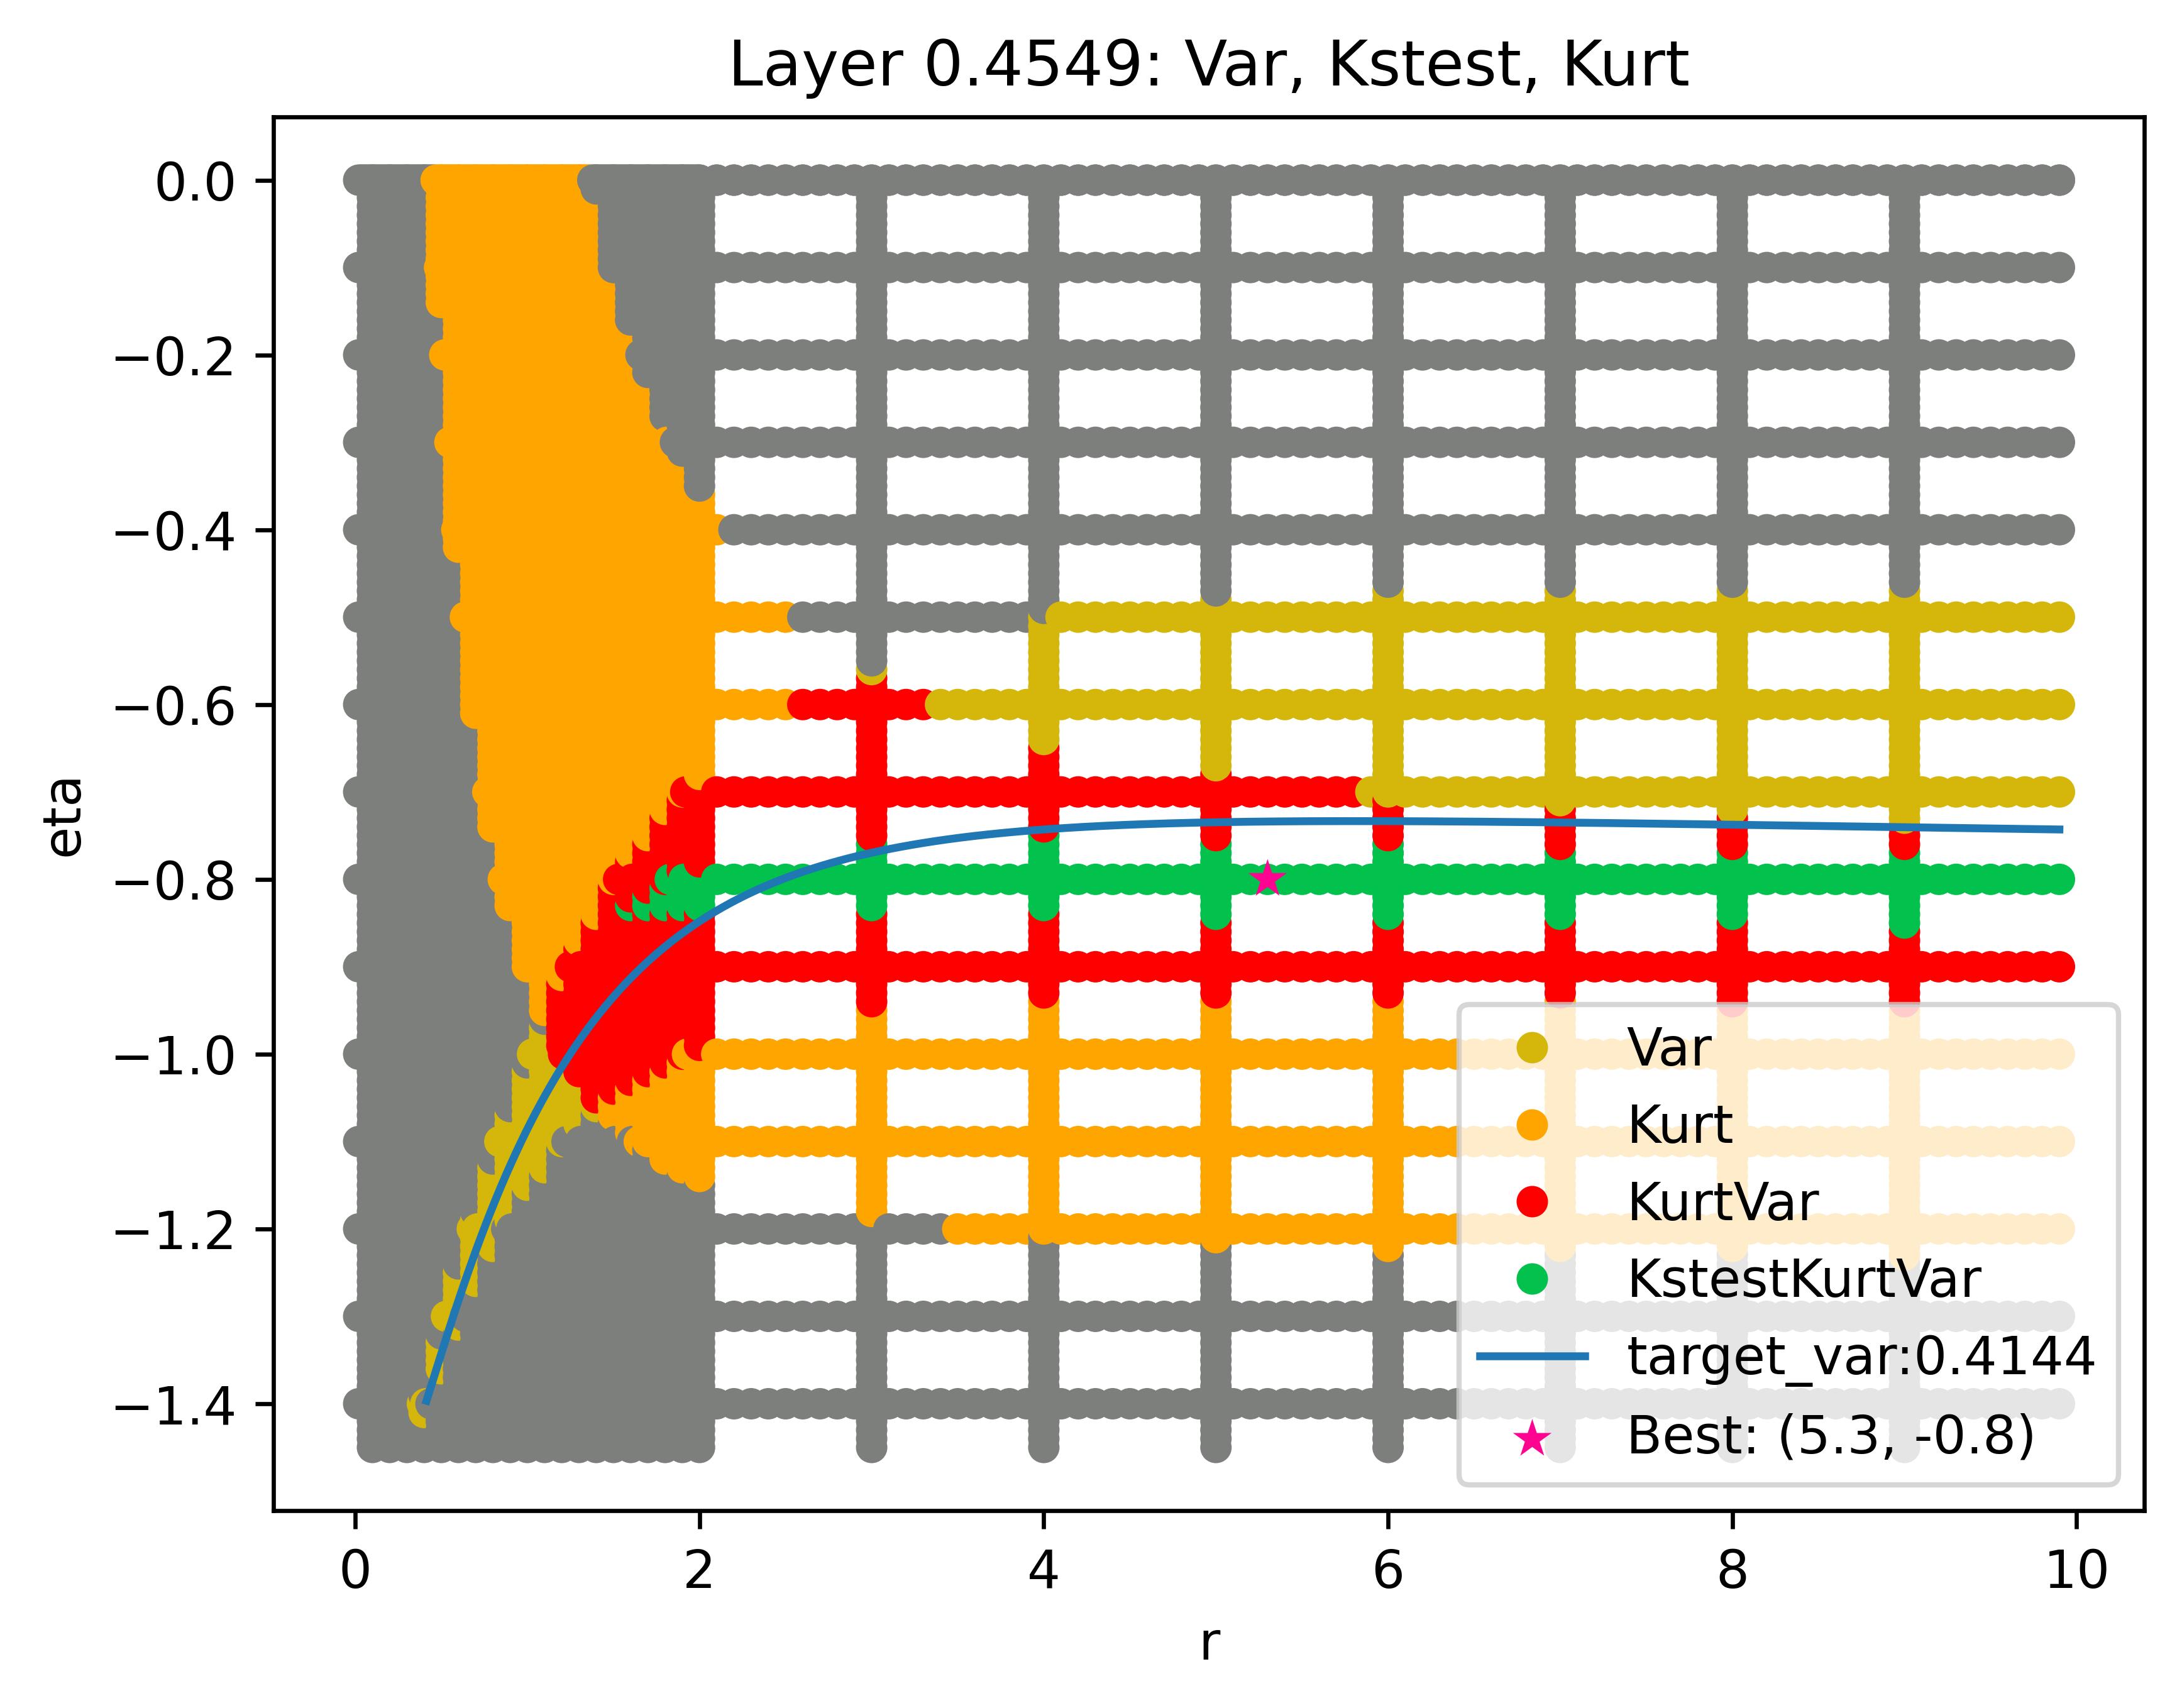 Layer 0.4549: Var, Kstest, Kurt
0.0
−0.2
−0.4
−0.6
−0.8
−1.0
−1.2
−1.4
eta
0 2 4 6 8 10
r
Var
Kurt
KurtVar
KstestKurtVar
target_var:0.4144
Best: (5.3, -0.8)